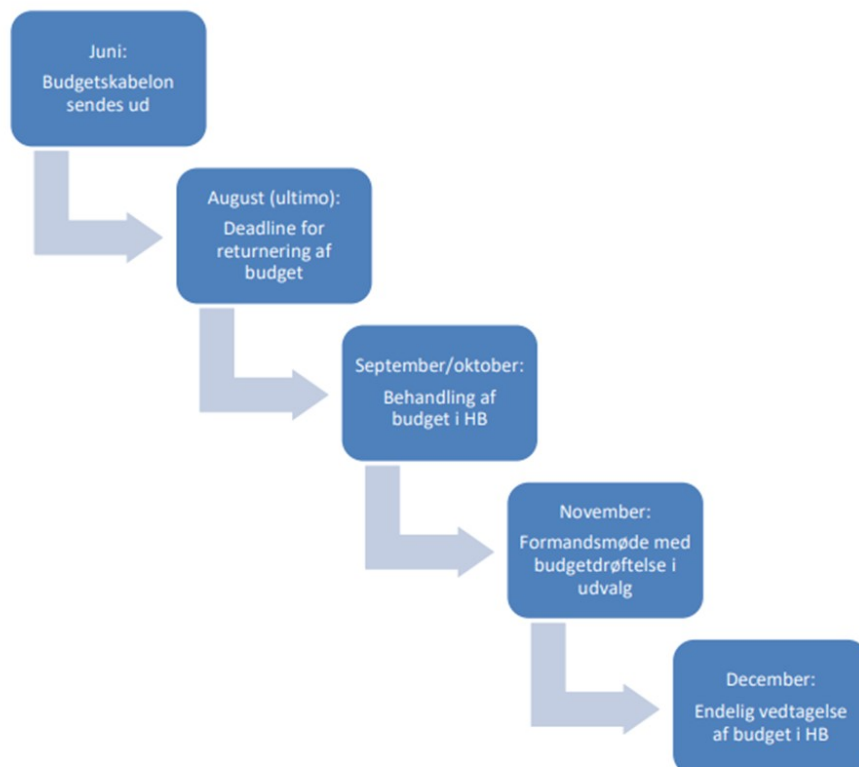 Juni:
Budgetskabelon
sendes ud
August (ultimo):
Deadline for
returnering af
budget
September/oktober:
Behandling af
budget i HB
November:
Formandsmøde med
budgetdrøftelse i
udvalg
December:
Endelig vedtagelse
af budget i HB